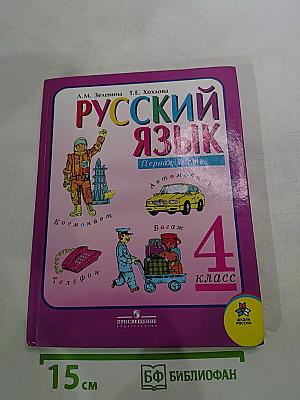 Л.М. Зеленина Т.Е. Хохлова
РУССКИЙ
ЯЗЫК
Первая часть
Автомобиль
Космонавт
Багаж
Телефон
4
класс
ПРОСВЕЩЕНИЕ
ИЗДАТЕЛЬСТВО
ШКОЛА
РОССИИ
15 см
БФ БИБЛИОФАН